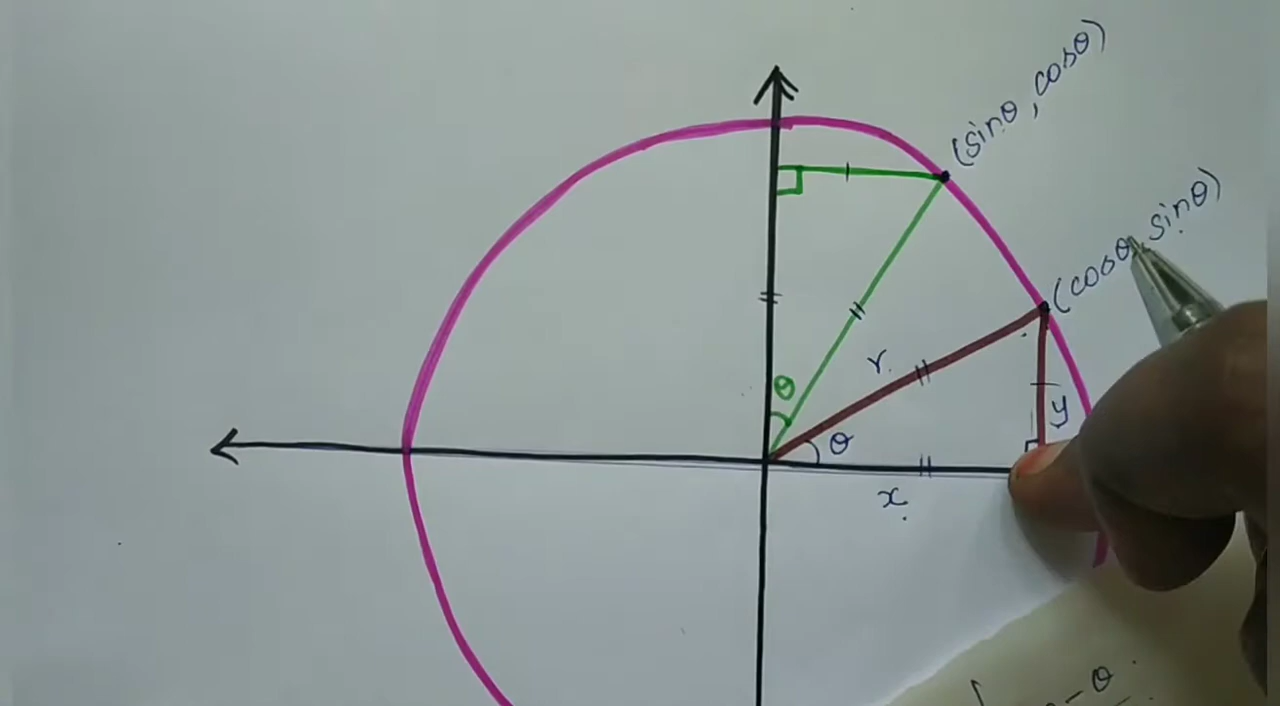 (sinθ, cosθ)
(cosθ, sinθ)
r
θ
y
θ
x
-θ